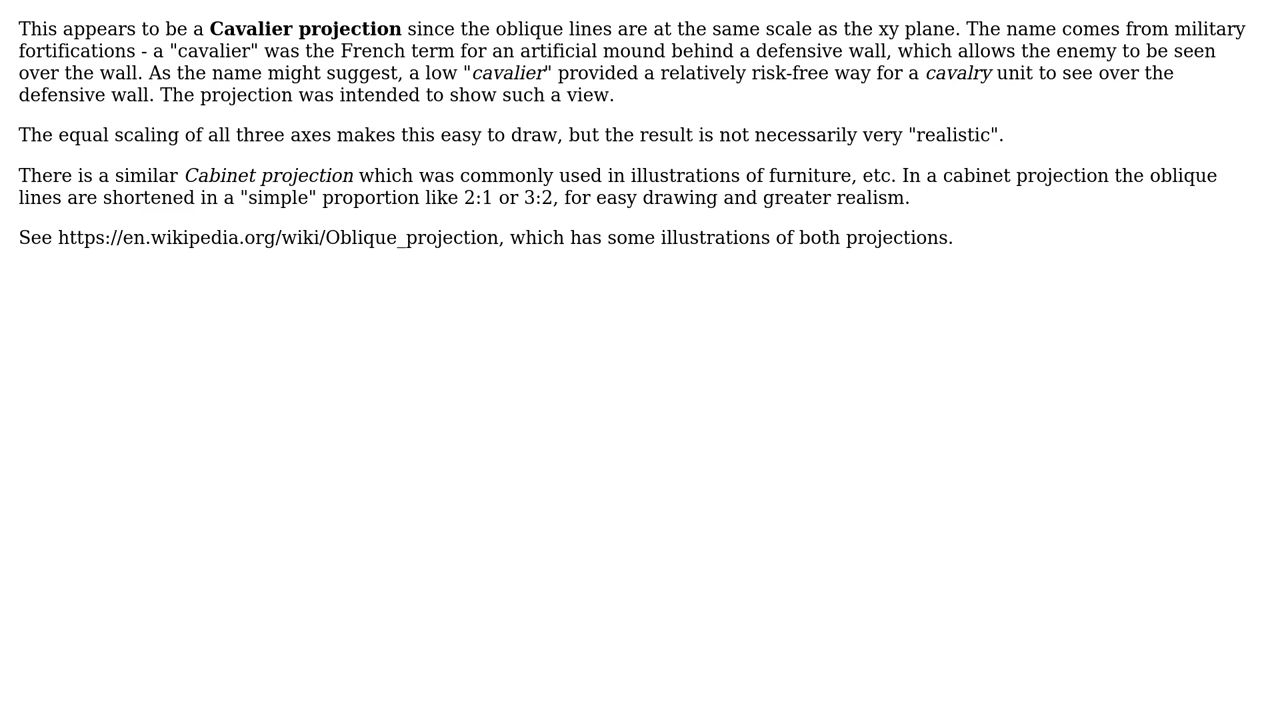 This appears to be a Cavalier projection since the oblique lines are at the same scale as the xy plane. The name comes from military
fortifications - a "cavalier" was the French term for an artificial mound behind a defensive wall, which allows the enemy to be seen
over the wall. As the name might suggest, a low "cavalier" provided a relatively risk-free way for a cavalry unit to see over the
defensive wall. The projection was intended to show such a view.
The equal scaling of all three axes makes this easy to draw, but the result is not necessarily very "realistic".
There is a similar Cabinet projection which was commonly used in illustrations of furniture, etc. In a cabinet projection the oblique
lines are shortened in a "simple" proportion like 2:1 or 3:2, for easy drawing and greater realism.
See https://en.wikipedia.org/wiki/Oblique_projection, which has some illustrations of both projections.